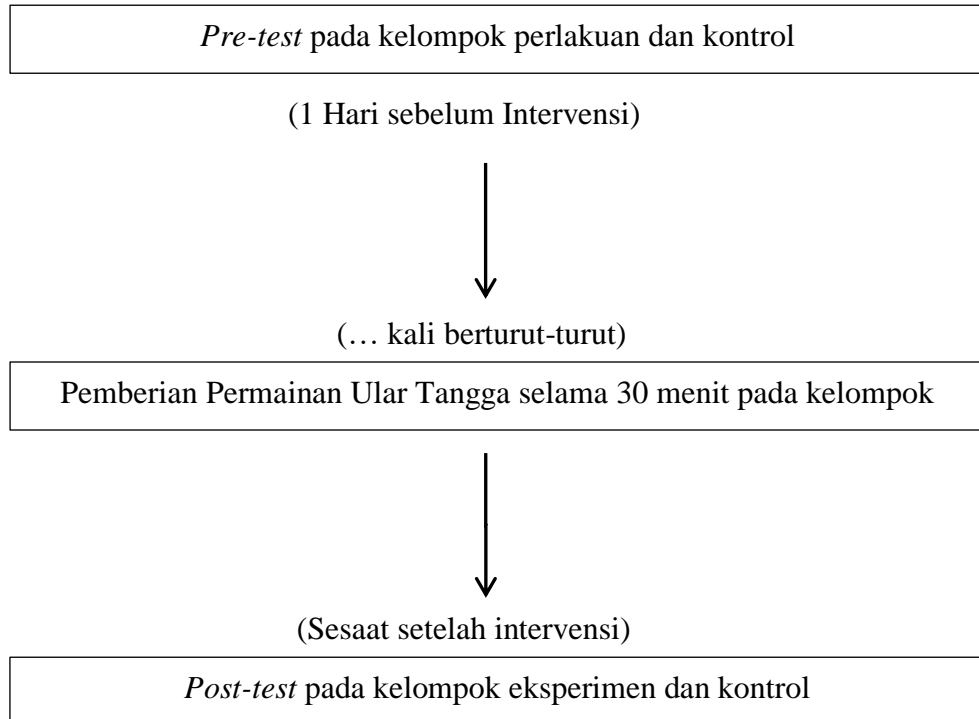 Pre-test pada kelompok perlakuan dan kontrol
(1 Hari sebelum Intervensi)
(… kali berturut-turut)
Pemberian Permainan Ular Tangga selama 30 menit pada kelompok
(Sesaat setelah intervensi)
Post-test pada kelompok eksperimen dan kontrol